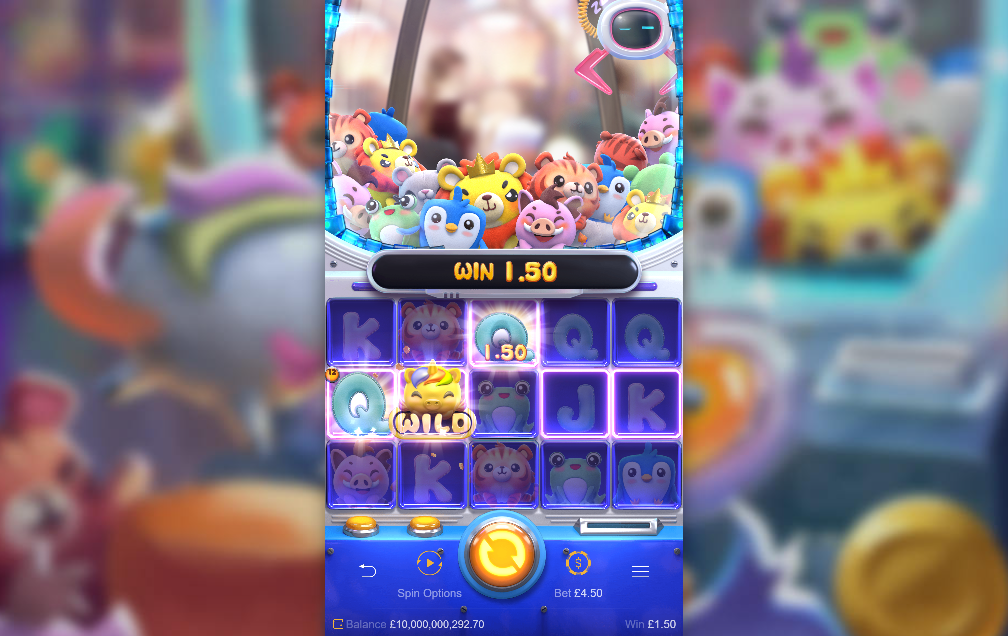 WIN 1.50
K
Q Q Q
1.50
12
Q
WILD
J K
K
Spin Options
Bet £4.50
Balance £10,000,000,292.70
Win £1.50